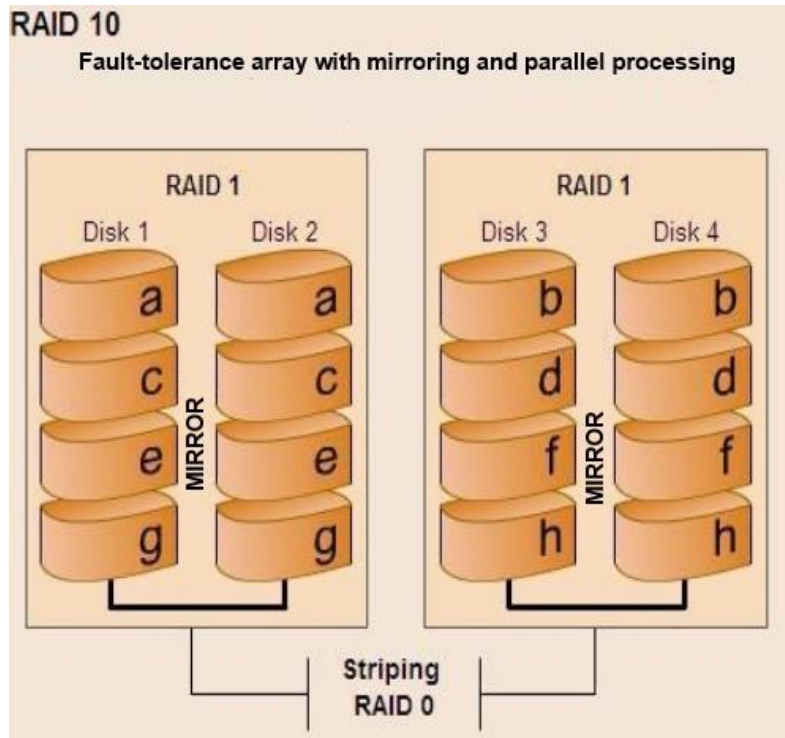 RAID 10
Fault-tolerance array with mirroring and parallel processing
RAID 1
Disk 1 Disk 2
a a
c c
e e
g g
MIRROR
RAID 1
Disk 3 Disk 4
b b
d d
f f
h h
MIRROR
Striping
RAID 0